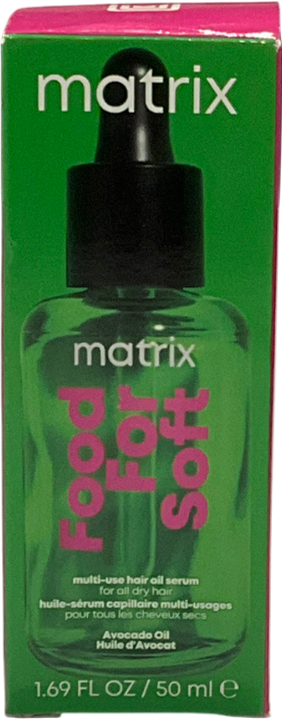 matrix
matrix
Food
For
Soft
multi-use hair oil serum
for all dry hair
huile-sérum capillaire multi-usages
pour tous les cheveux secs
Avocado Oil
Huile d'Avocat
1.69 FL OZ / 50 ml ℮